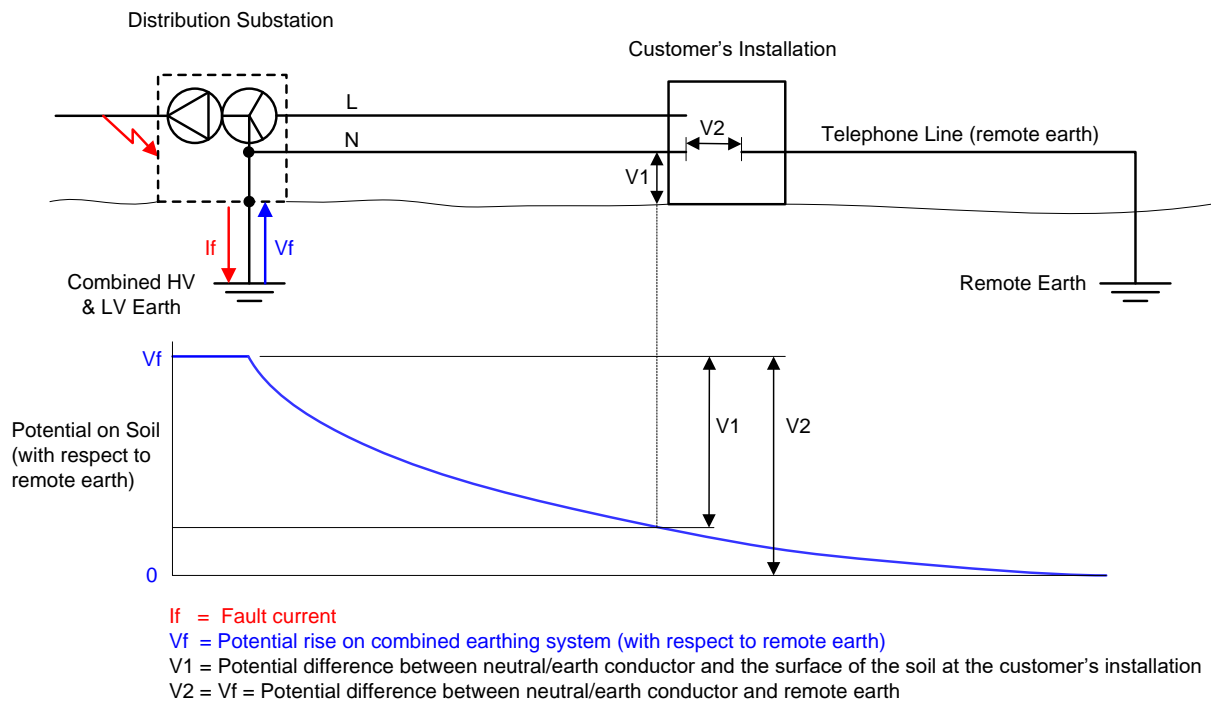 Distribution Substation
Customer's Installation
L
N
V2
V1
Telephone Line (remote earth)
If
Vf
Combined HV
& LV Earth
Remote Earth
Vf
Potential on Soil
(with respect to
remote earth)
V1
V2
0
If = Fault current
Vf = Potential rise on combined earthing system (with respect to remote earth)
V1 = Potential difference between neutral/earth conductor and the surface of the soil at the customer's installation
V2 = Vf = Potential difference between neutral/earth conductor and remote earth